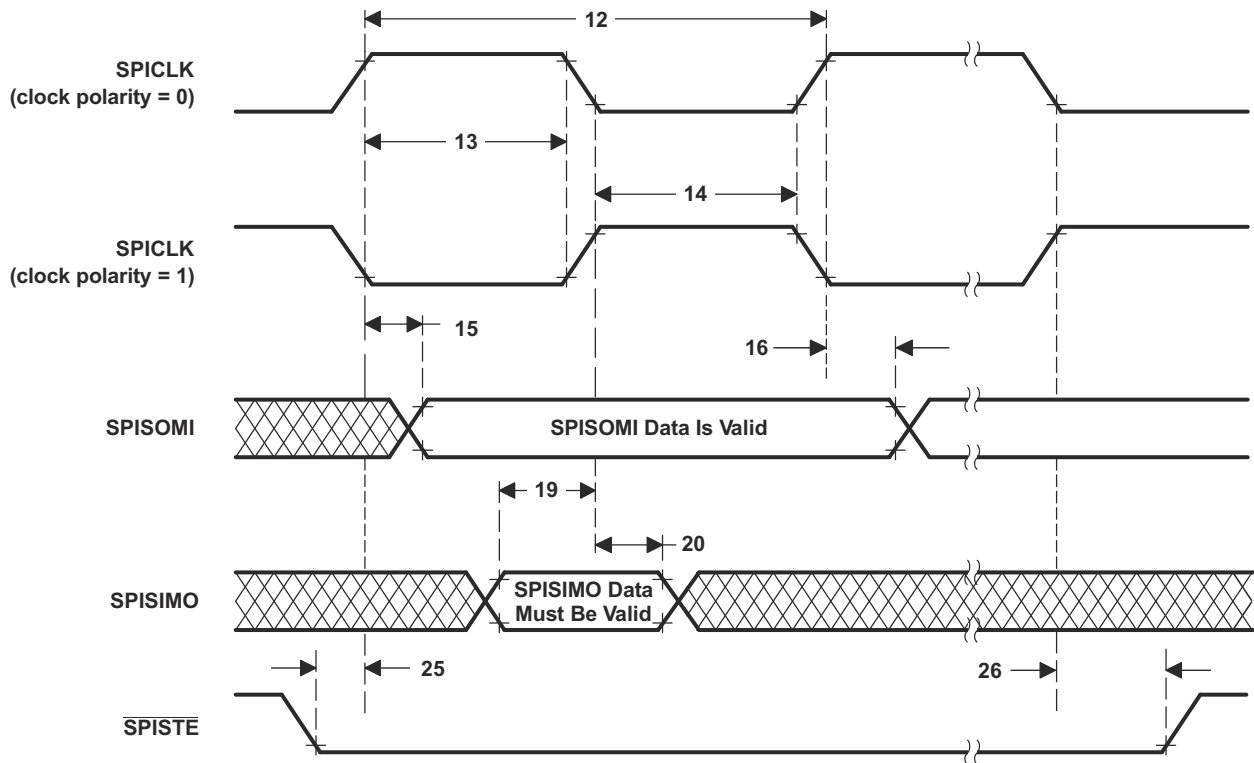 12
SPICLK
(clock polarity = 0)
13
14
SPICLK
(clock polarity = 1)
15
16
SPISOMI
SPISOMI Data Is Valid
19
20
SPISIMO
SPISIMO Data
Must Be Valid
25
26
SPISTE